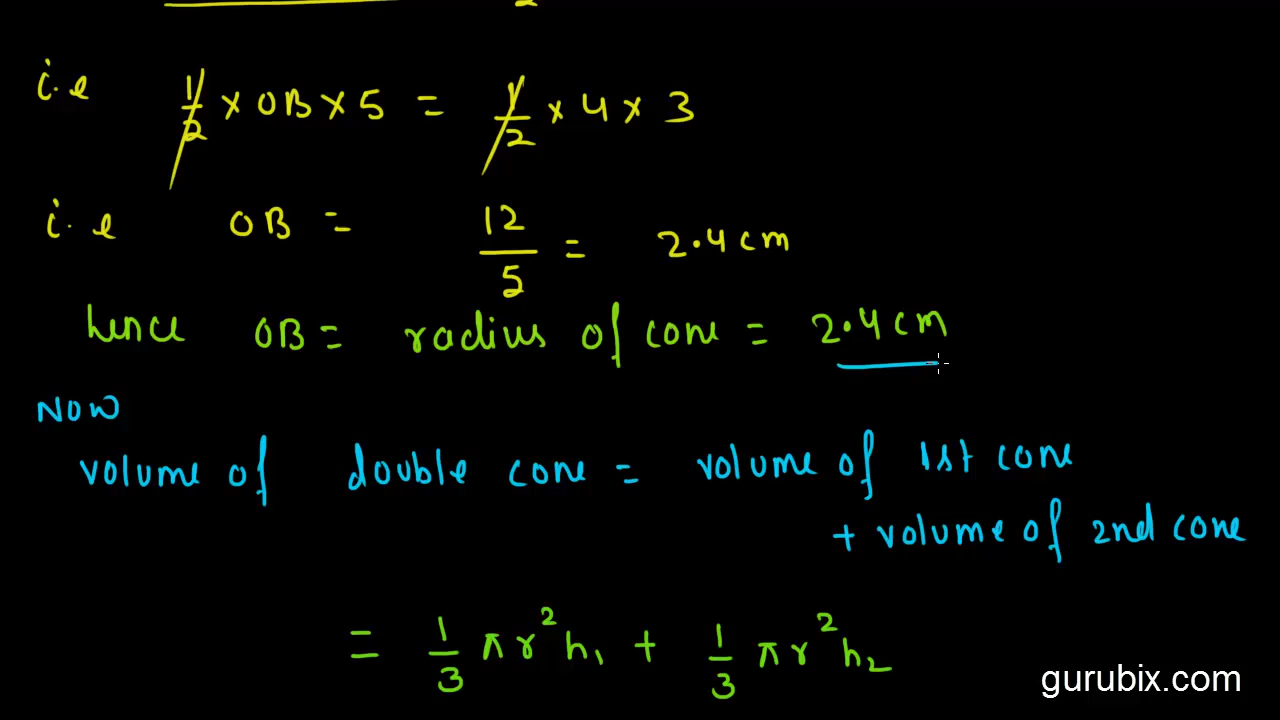 i.e 1/2 × OB × 5 = 1/2 × 4 × 3
i.e OB = 12/5 = 2.4 cm
hence OB = radius of cone = 2.4 cm
NOW
volume of double cone = volume of 1st cone
+ volume of 2nd cone
= 1/3 πr²h₁ + 1/3 πr²h₂
gurubix.com